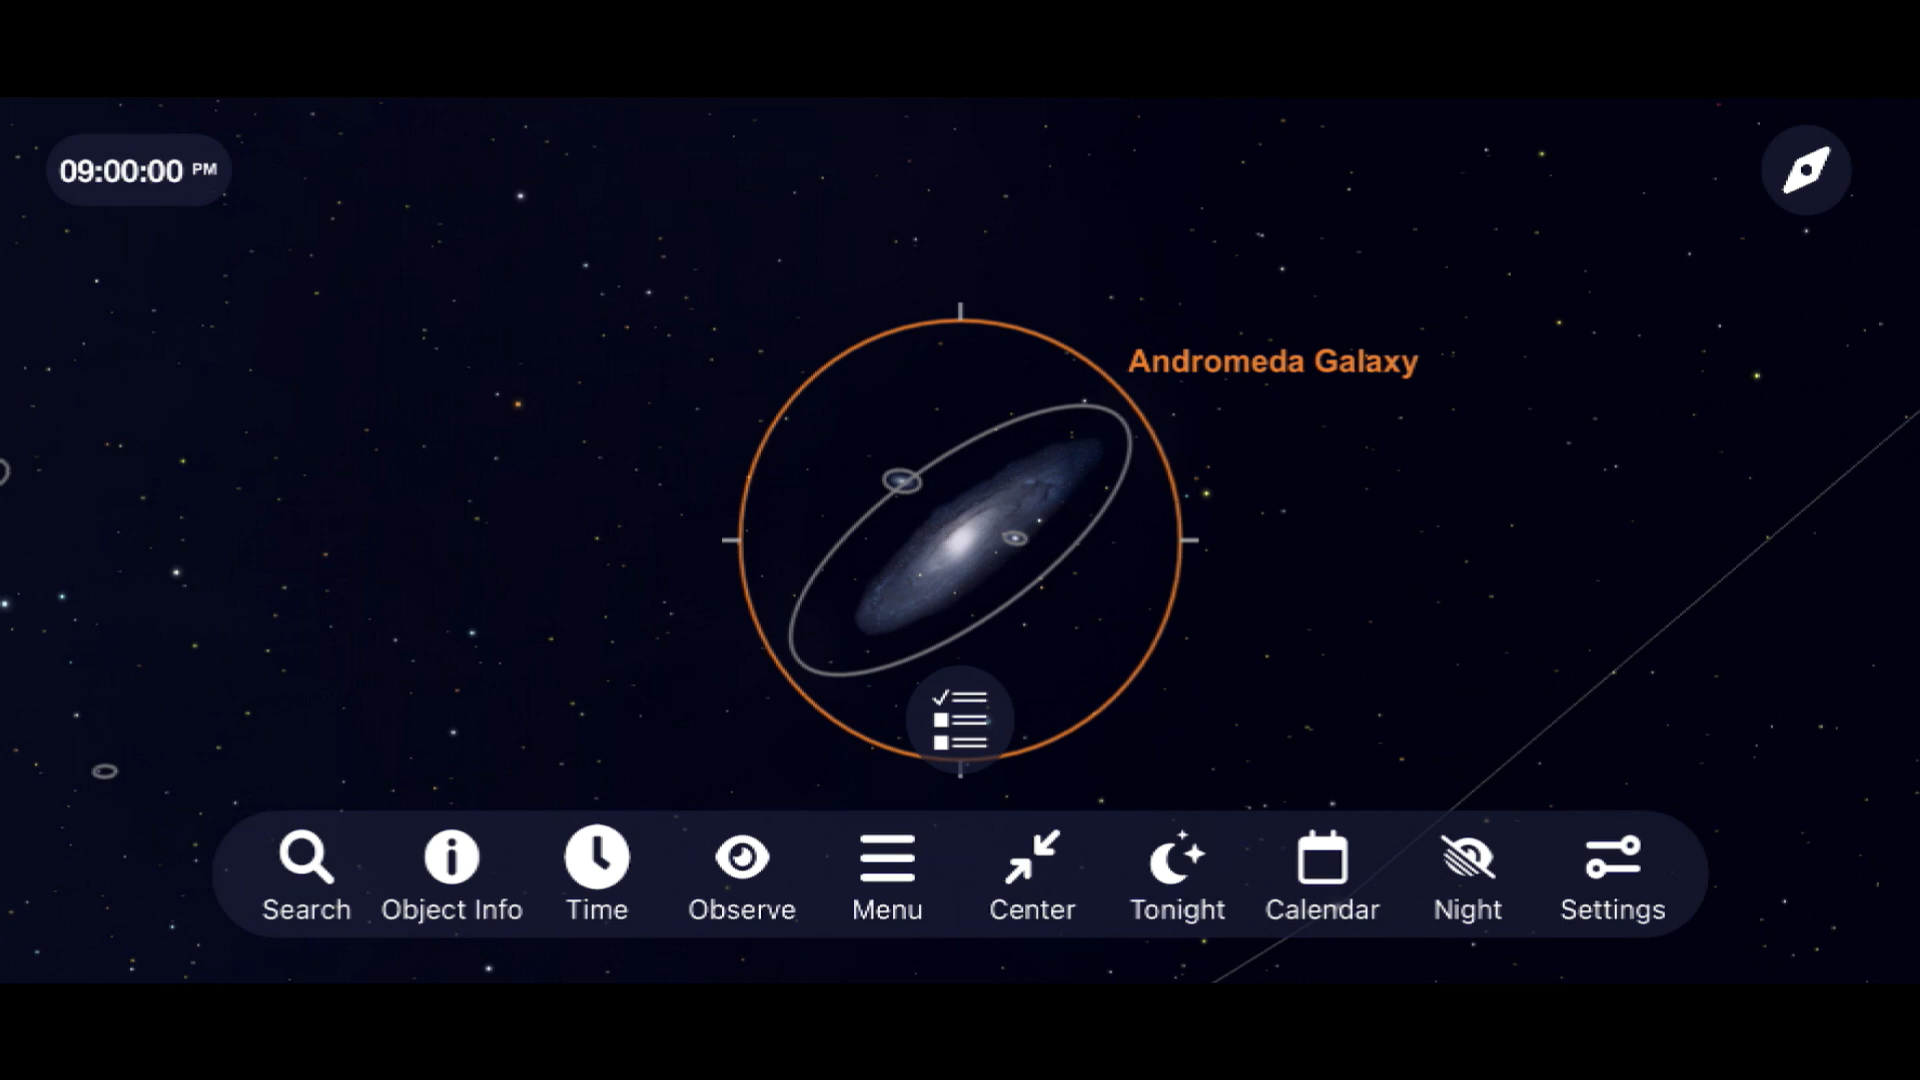 09:00:00 PM
Andromeda Galaxy
Search
Object Info
Time
Observe
Menu
Center
Tonight
Calendar
Night
Settings